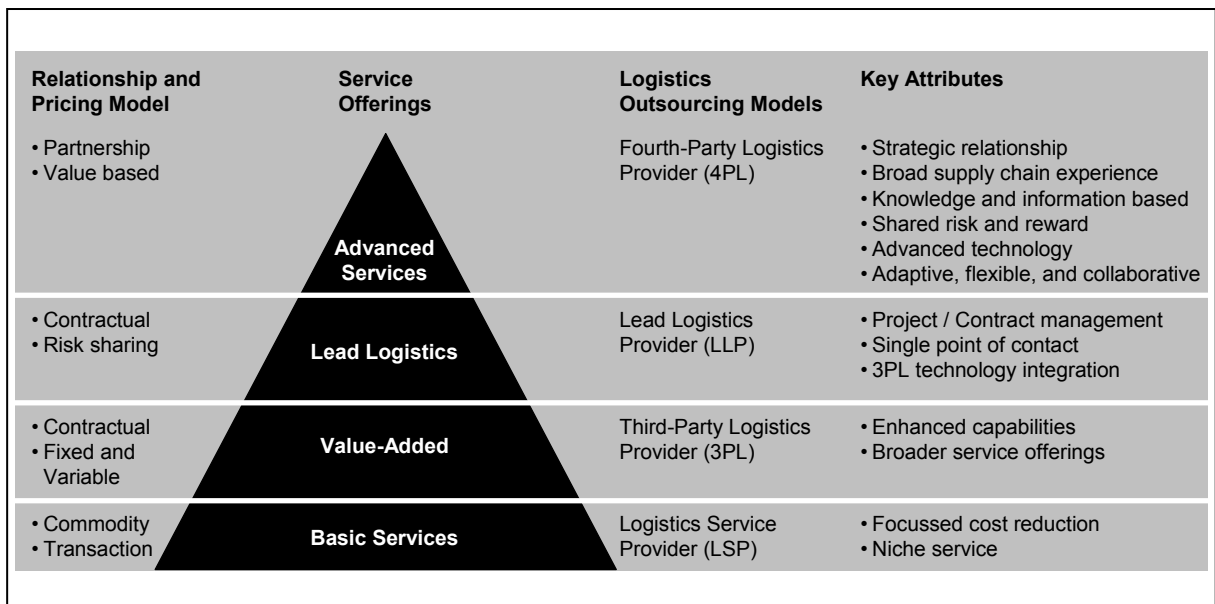 Relationship and
Pricing Model
Service
Offerings
Logistics
Outsourcing Models
Key Attributes
• Partnership
• Value based
Advanced
Services
Fourth-Party Logistics
Provider (4PL)
• Strategic relationship
• Broad supply chain experience
• Knowledge and information based
• Shared risk and reward
• Advanced technology
• Adaptive, flexible, and collaborative
• Contractual
• Risk sharing
Lead Logistics
Lead Logistics
Provider (LLP)
• Project / Contract management
• Single point of contact
• 3PL technology integration
• Contractual
• Fixed and
Variable
Value-Added
Third-Party Logistics
Provider (3PL)
• Enhanced capabilities
• Broader service offerings
• Commodity
• Transaction
Basic Services
Logistics Service
Provider (LSP)
• Focussed cost reduction
• Niche service